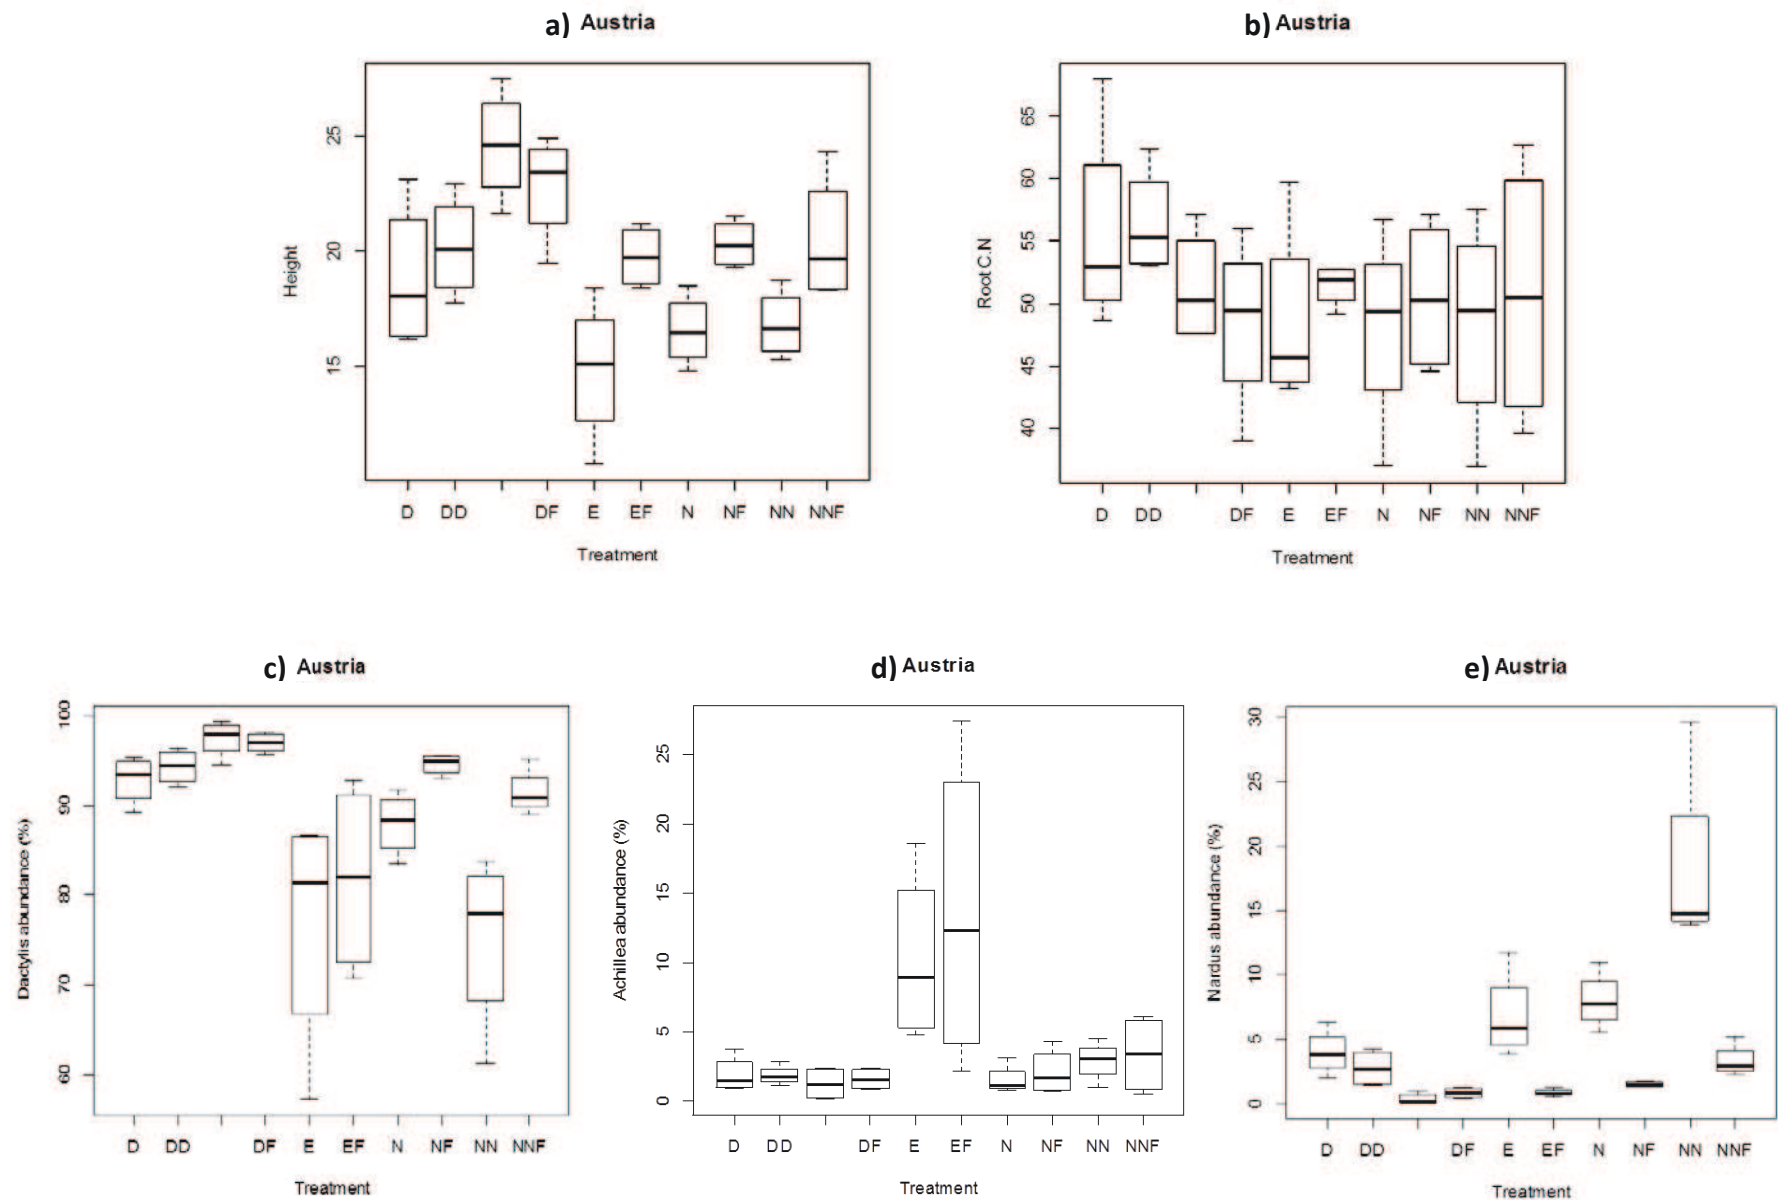 a) Austria
Height
25
20
15
D DD DF E EF N NF NN NNF
Treatment
b) Austria
Root C.N
65
60
55
50
45
40
D DD DF E EF N NF NN NNF
Treatment
c) Austria
Dactylis abundance (%)
100
90
80
70
60
D DD DF E EF N NF NN NNF
Treatment
d) Austria
Achillea abundance (%)
25
20
15
10
5
0
D DD DF E EF N NF NN NNF
Treatment
e) Austria
Nardus abundance (%)
30
25
20
15
10
5
0
D DD DF E EF N NF NN NNF
Treatment